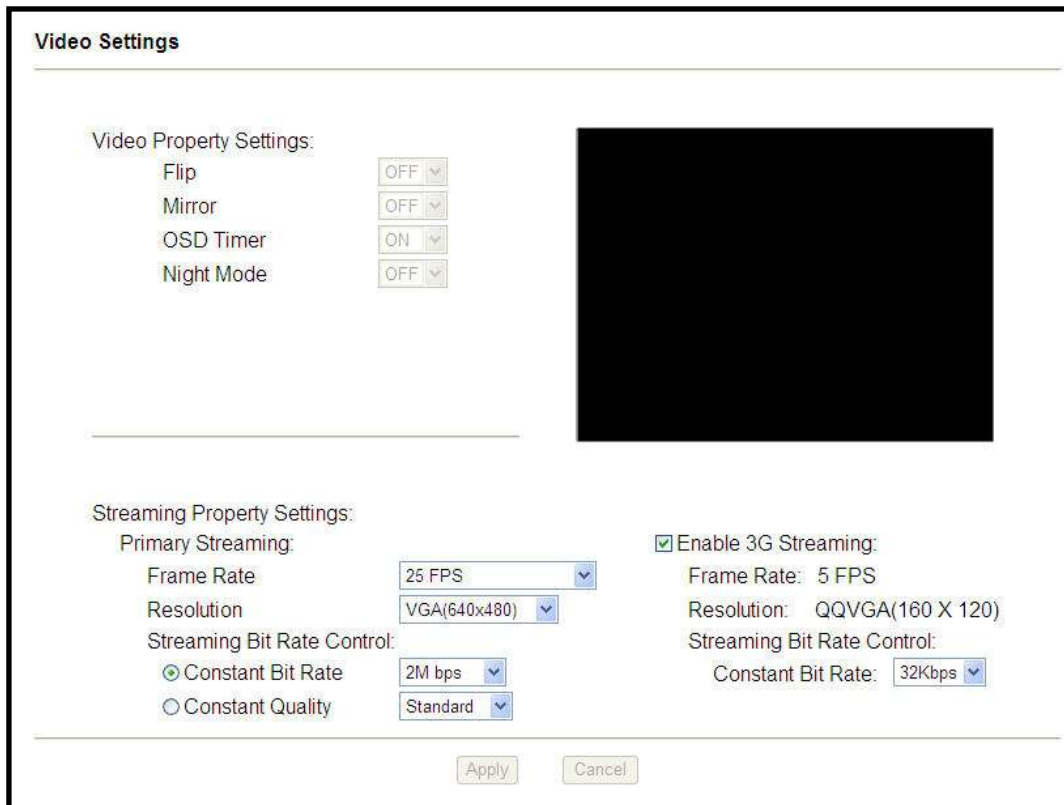 Video Settings
Video Property Settings:
Flip OFF
Mirror OFF
OSD Timer ON
Night Mode OFF
Streaming Property Settings:
Primary Streaming:
Frame Rate 25 FPS
Resolution VGA(640x480)
Streaming Bit Rate Control:
Constant Bit Rate 2M bps
Constant Quality Standard
Enable 3G Streaming:
Frame Rate: 5 FPS
Resolution: QQVGA(160 X 120)
Streaming Bit Rate Control:
Constant Bit Rate: 32Kbps
Apply Cancel